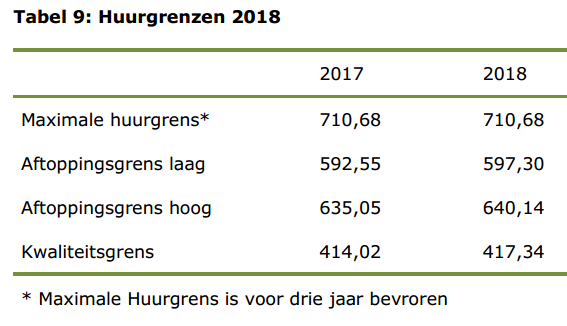 Tabel 9: Huurgrenzen 2018
2017 2018
Maximale huurgrens* 710,68 710,68
Aftoppingsgrens laag 592,55 597,30
Aftoppingsgrens hoog 635,05 640,14
Kwaliteitsgrens 414,02 417,34
* Maximale Huurgrens is voor drie jaar bevroren